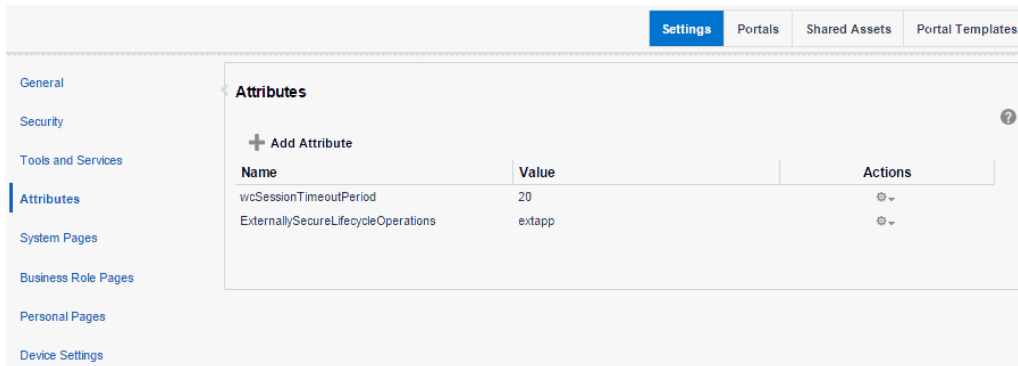 Settings Portals Shared Assets Portal Templates
General
Security
Tools and Services
Attributes
System Pages
Business Role Pages
Personal Pages
Device Settings
Attributes
?
Add Attribute
Name Value Actions
wcSessionTimeoutPeriod 20
ExternallySecureLifecycleOperations extapp